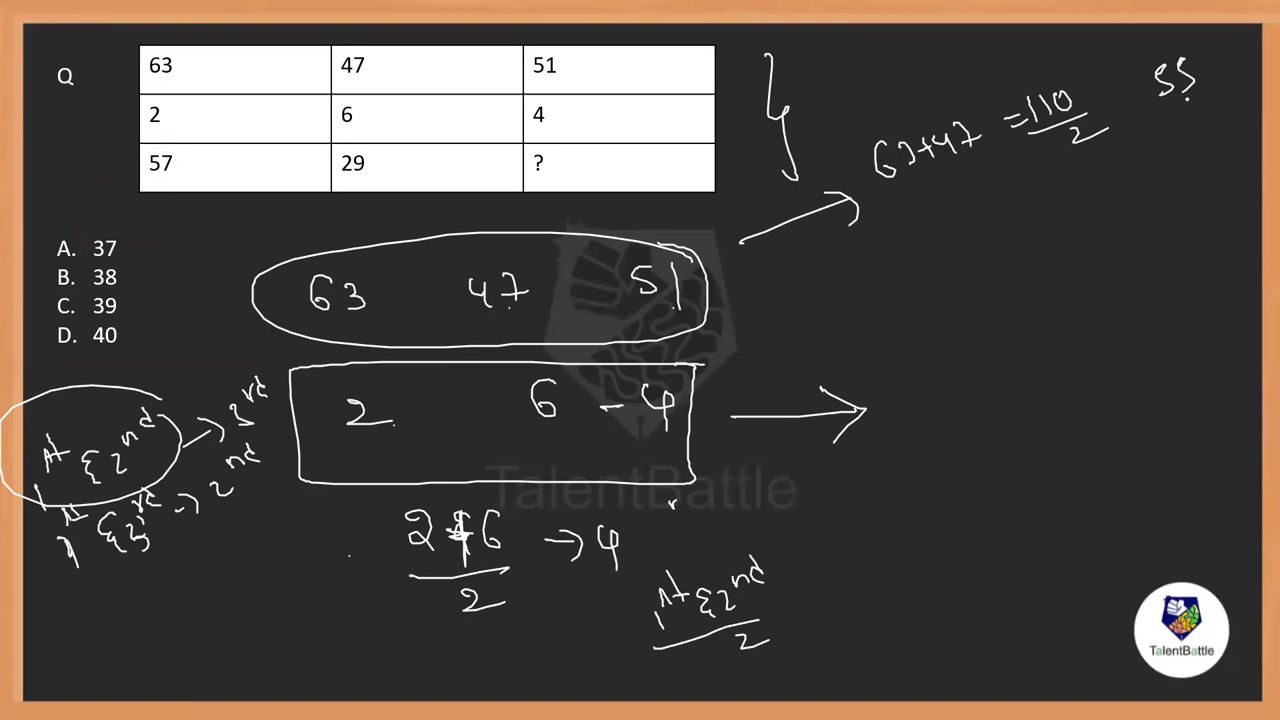 Q
63 47 51
2 6 4
57 29 ?
A. 37
B. 38
C. 39
D. 40
63+47 = 110/2
55
63 47 51
2 6 - 4
1st & 2nd → 3rd
1st & 3rd → 2nd
2+6/2 → 4
1st & 2nd/2
TalentBattle
TalentBattle